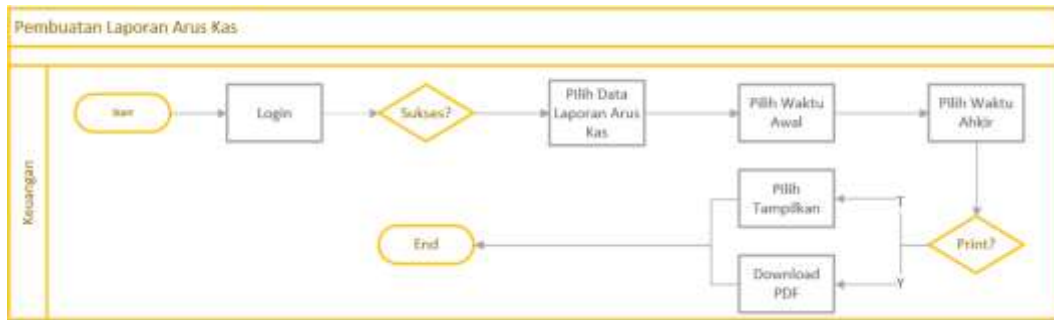 Pembuatan Laporan Arus Kas
Keuangan
Start
Login
Sukses?
Pilih Data
Laporan Arus
Kas
Pilih Waktu
Awal
Pilih Waktu
Ahkir
Pilih
Tampilkan
T
End
Print?
Download
PDF
Y